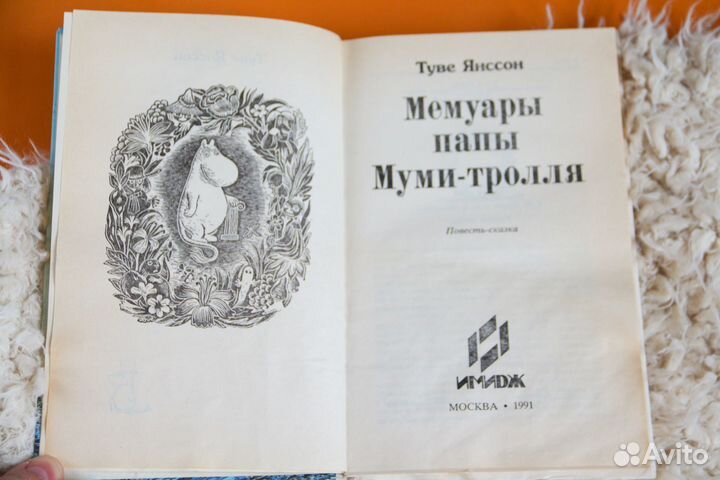 Туве Янссон
Мемуары
папы
Муми-тролля
Повесть-сказка
ИМИДЖ
МОСКВА • 1991
Avito